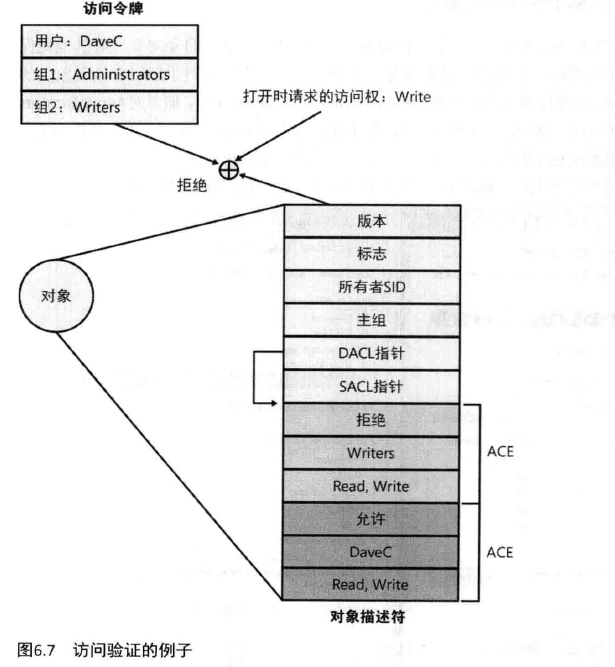 访问令牌
用户：DaveC
组1：Administrators
组2：Writers
打开时请求的访问权：Write
拒绝
对象
版本
标志
所有者SID
主组
DACL指针
SACL指针
拒绝
Writers
Read, Write
ACE
允许
DaveC
Read, Write
ACE
对象描述符
图6.7 访问验证的例子